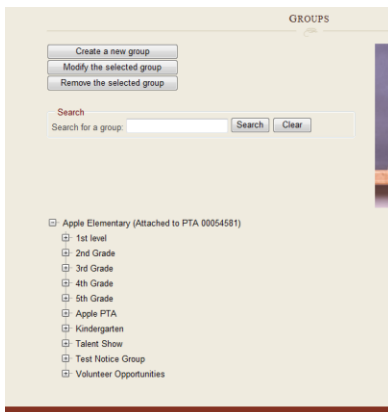 GROUPS
Create a new group
Modify the selected group
Remove the selected group
Search
Search for a group: Search Clear
Apple Elementary (Attached to PTA 00054581)
1st level
2nd Grade
3rd Grade
4th Grade
5th Grade
Apple PTA
Kindergarten
Talent Show
Test Notice Group
Volunteer Opportunities